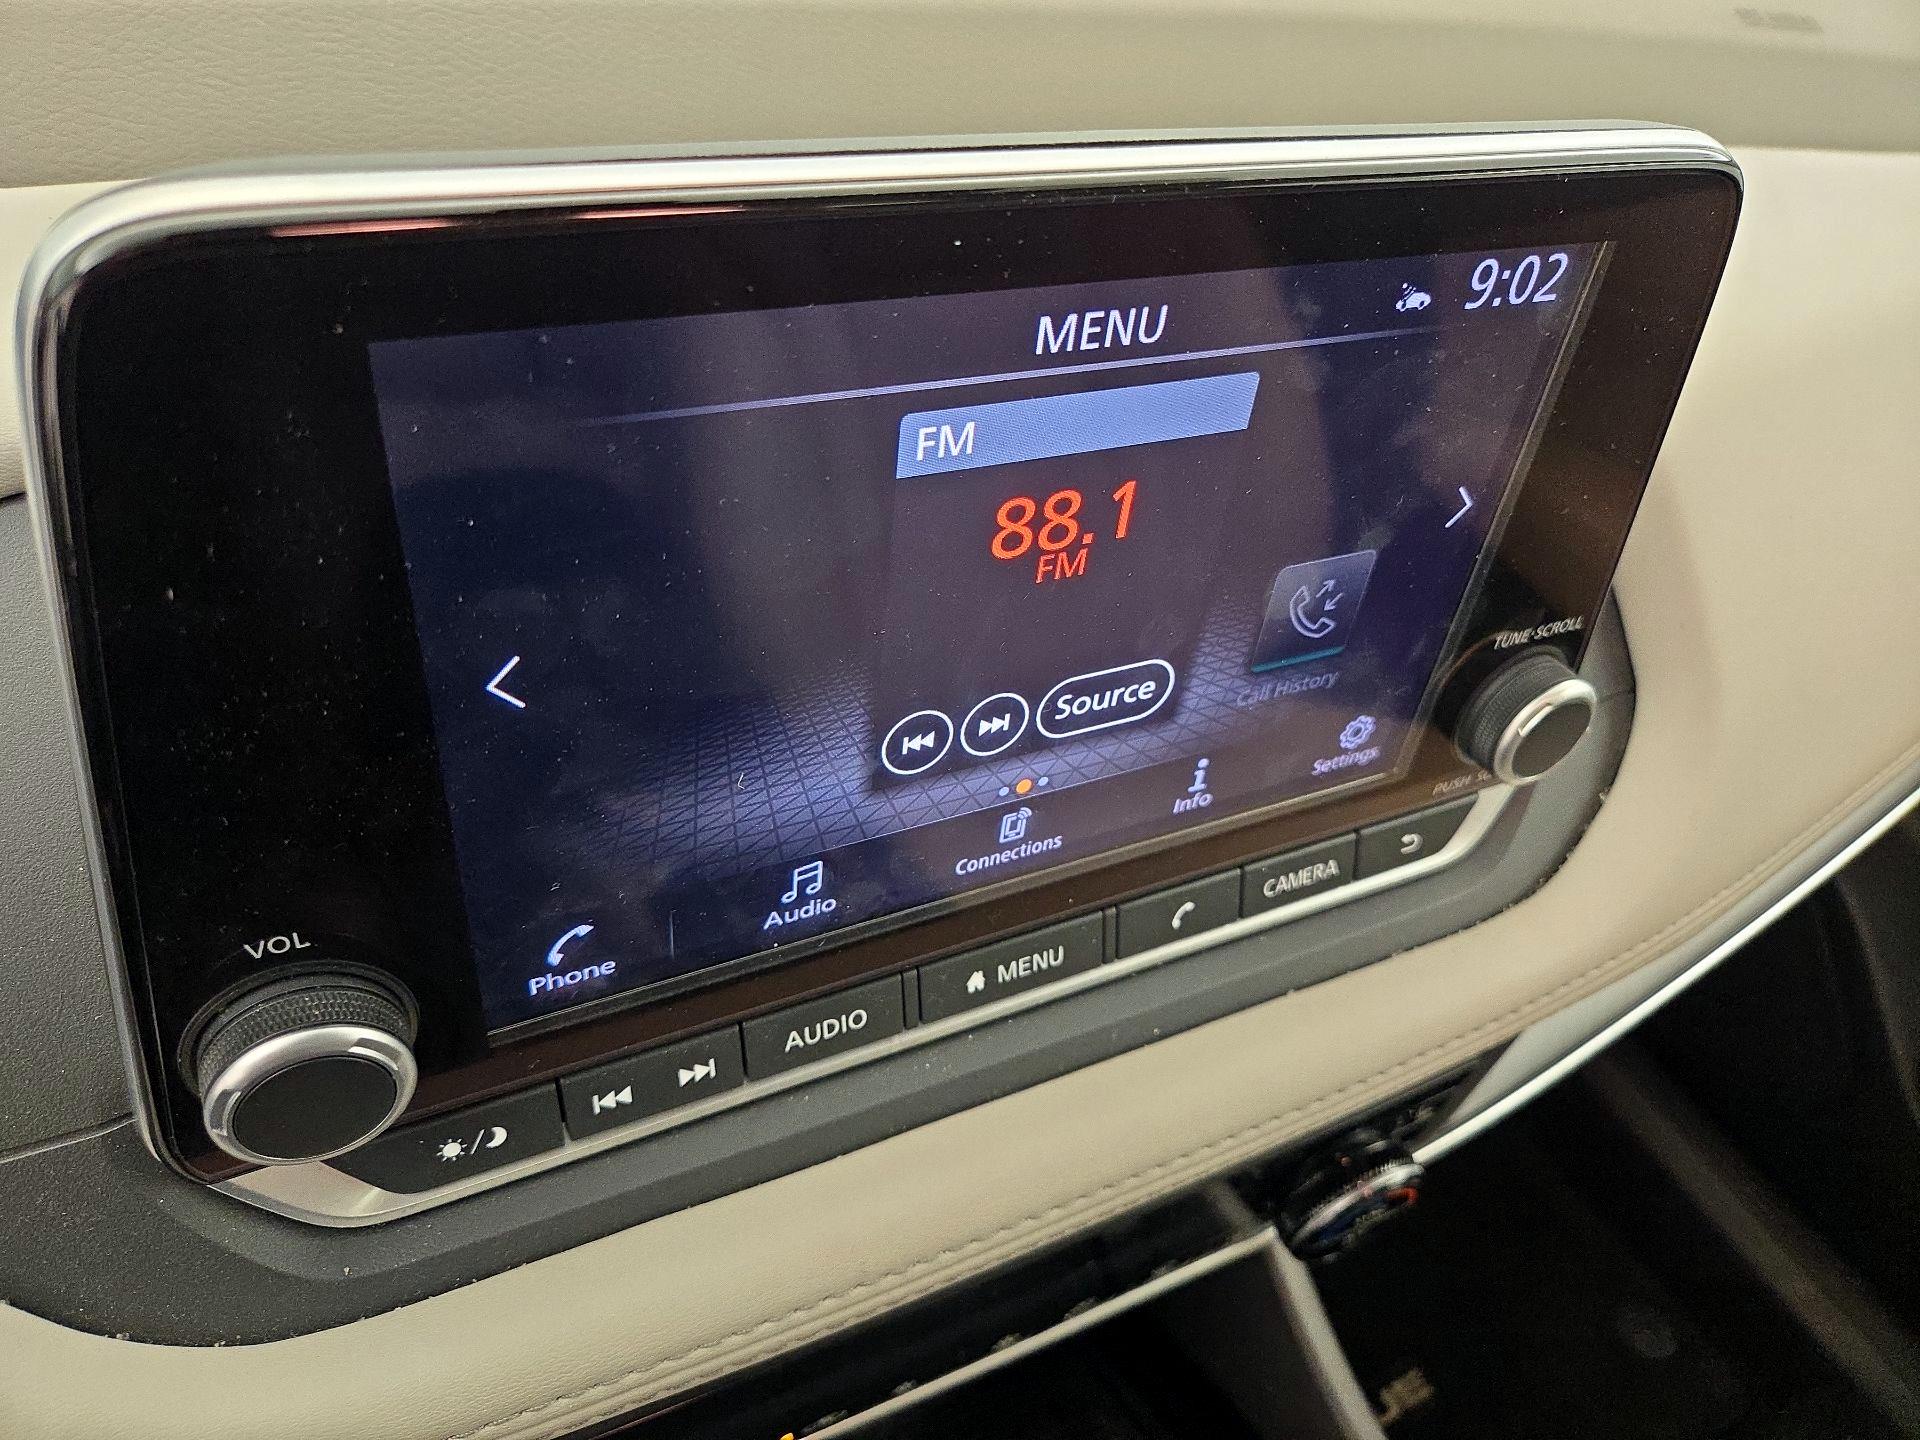 9:02
MENU
FM
88.1
FM
Source
Call History
Phone
Audio
Connections
Info
Settings
VOL
TUNE·SCROLL
AUDIO
MENU
CAMERA